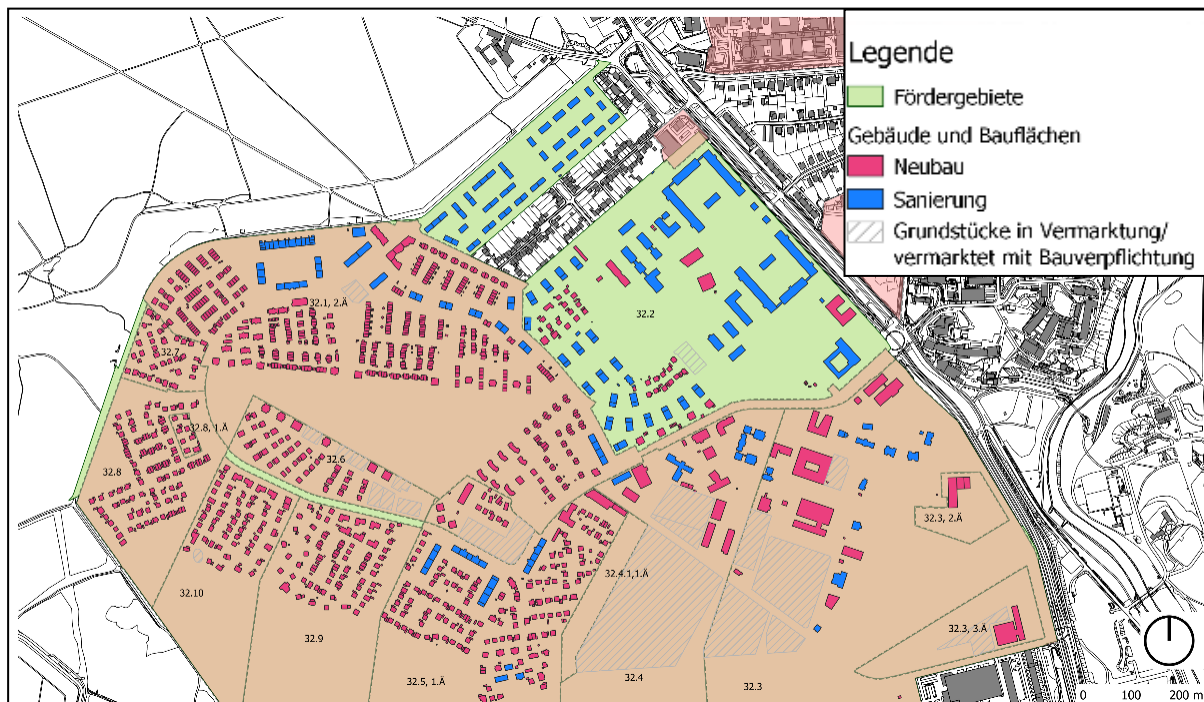 Legende
Fördergebiete
Gebäude und Bauflächen
Neubau
Sanierung
Grundstücke in Vermarktung/
vermarktet mit Bauverpflichtung
32.1, 2.Ä
32.2
32.7
32.8, 1.Ä
32.8
32.6
32.3, 2.Ä
32.4.1,1.Ä
32.10
32.9
32.3, 3.Ä
32.5, 1.Ä
32.4
32.3
0 100 200 m